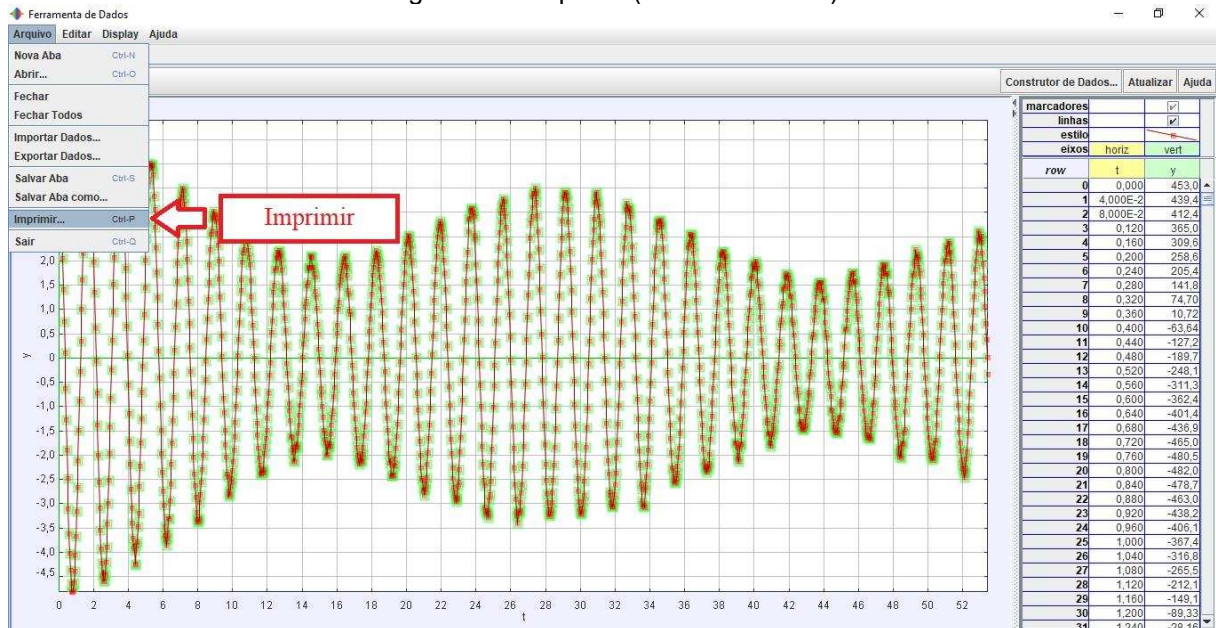 Ferramenta de Dados
Arquivo Editar Display Ajuda
Nova Aba Ctrl-N
Abrir... Ctrl-O
Fechar
Fechar Todos
Importar Dados...
Exportar Dados...
Salvar Aba Ctrl-S
Salvar Aba como...
Imprimir... Ctrl-P
Sair Ctrl-Q
Imprimir
Construtor de Dados... Atualizar Ajuda
2,0
1,5
1,0
0,5
0
-0,5
-1,0
-1,5
-2,0
-2,5
-3,0
-3,5
-4,0
-4,5
y
0 2 4 6 8 10 12 14 16 18 20 22 24 26 28 30 32 34 36 38 40 42 44 46 48 50 52
t
marcadores
linhas
estilo
eixos horiz vert
row t y
0 0,000 453,0
1 4,000E-2 439,4
2 8,000E-2 412,4
3 0,120 365,0
4 0,160 309,6
5 0,200 258,6
6 0,240 205,4
7 0,280 141,8
8 0,320 74,70
9 0,360 10,72
10 0,400 -63,64
11 0,440 -127,2
12 0,480 -189,7
13 0,520 -248,1
14 0,560 -311,3
15 0,600 -362,4
16 0,640 -401,4
17 0,680 -436,9
18 0,720 -465,0
19 0,760 -480,5
20 0,800 -482,0
21 0,840 -478,7
22 0,880 -463,0
23 0,920 -438,2
24 0,960 -406,1
25 1,000 -367,4
26 1,040 -316,8
27 1,080 -265,5
28 1,120 -212,1
29 1,160 -149,1
30 1,200 -89,33
31 1,240 -28,16